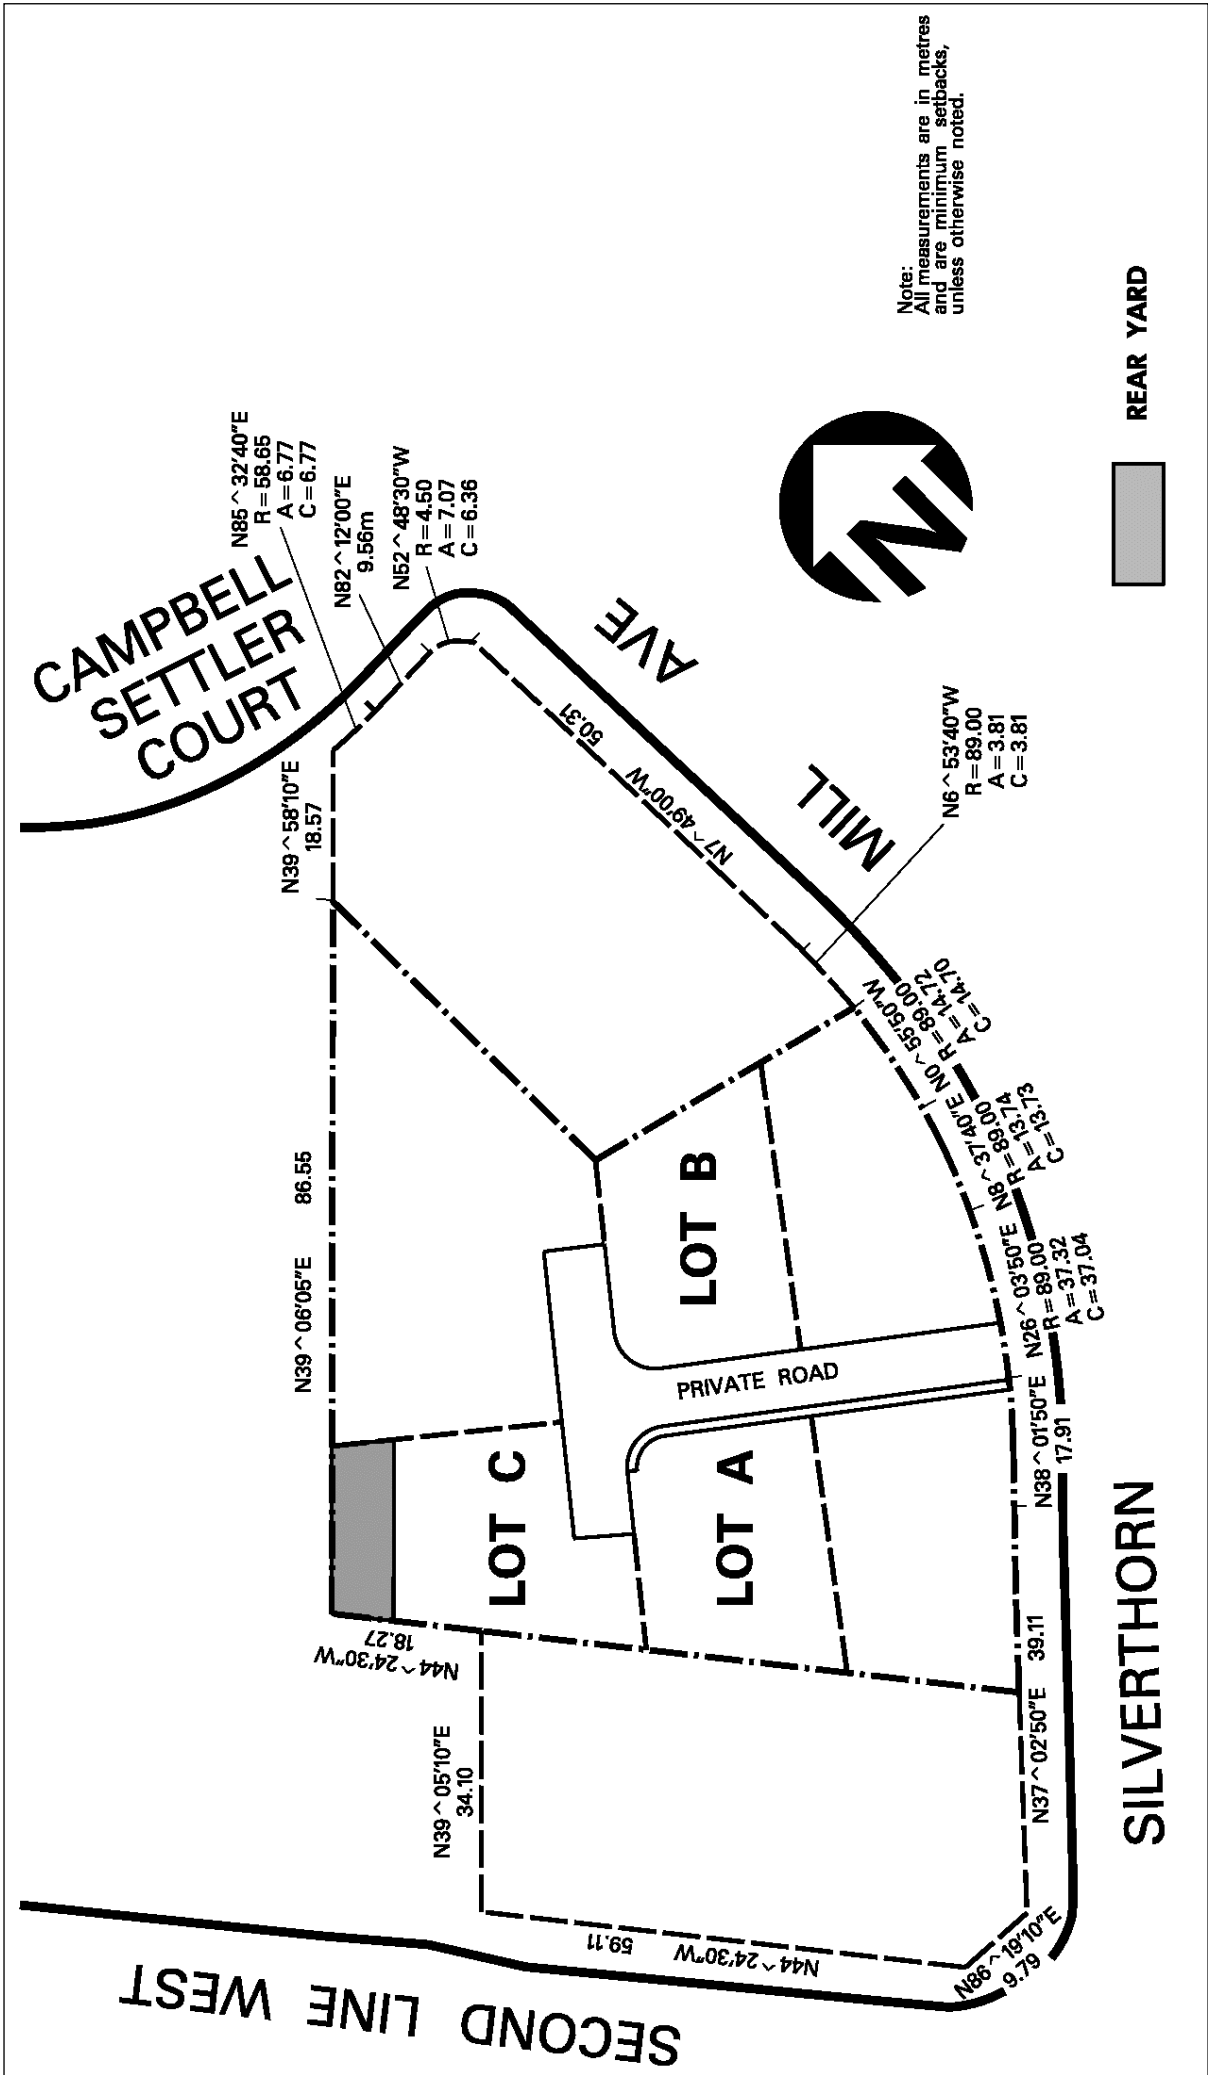 CAMPBELL
SETTLER
COURT
N85^32'40"E
R=58.65
A=6.77
C=6.77
N82^12'00"E
9.56m
N52^48'30"W
R=4.50
A=7.07
C=6.36
N39^58'10"E
18.57
N39^06'05"E 86.55
N7^49'00"W 50.31
N6^53'40"W
R=89.00
A=3.81
C=3.81
N0^55'50"W
R=89.00
A=14.72
C=14.70
N8^37'40"E
R=89.00
A=13.74
C=13.73
N26^03'50"E
R=89.00
A=37.32
C=37.04
N38^01'50"E
17.91
N37^02'50"E 39.11
N86^19'10"E
9.79
N44^24'30"W 59.11
N39^05'10"E
34.10
N44^24'30"W
18.27
LOT C
LOT A
LOT B
PRIVATE ROAD
SECOND LINE WEST
SILVERTHORN
MILL
AVE
N
Note:
All measurements are in metres
and are minimum setbacks,
unless otherwise noted.
REAR YARD